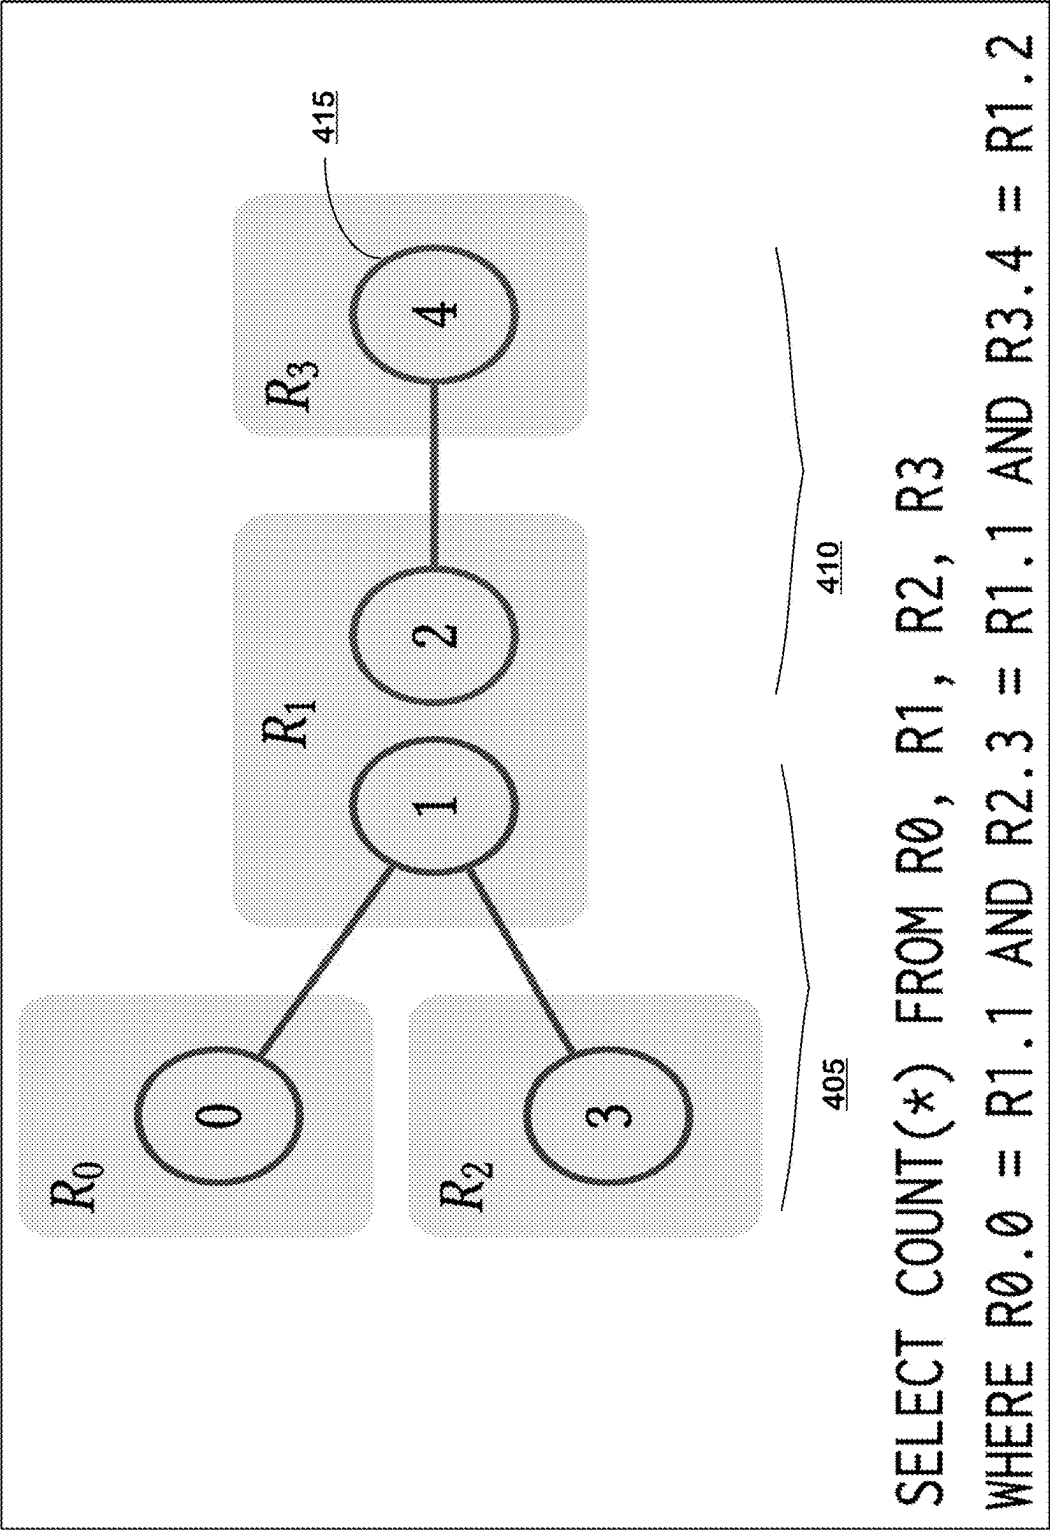 R0
R2
0
3
R1
1
2
R3
4
415
405
410
SELECT COUNT(*) FROM R0, R1, R2, R3
WHERE R0.0 = R1.1 AND R2.3 = R1.1 AND R3.4 = R1.2